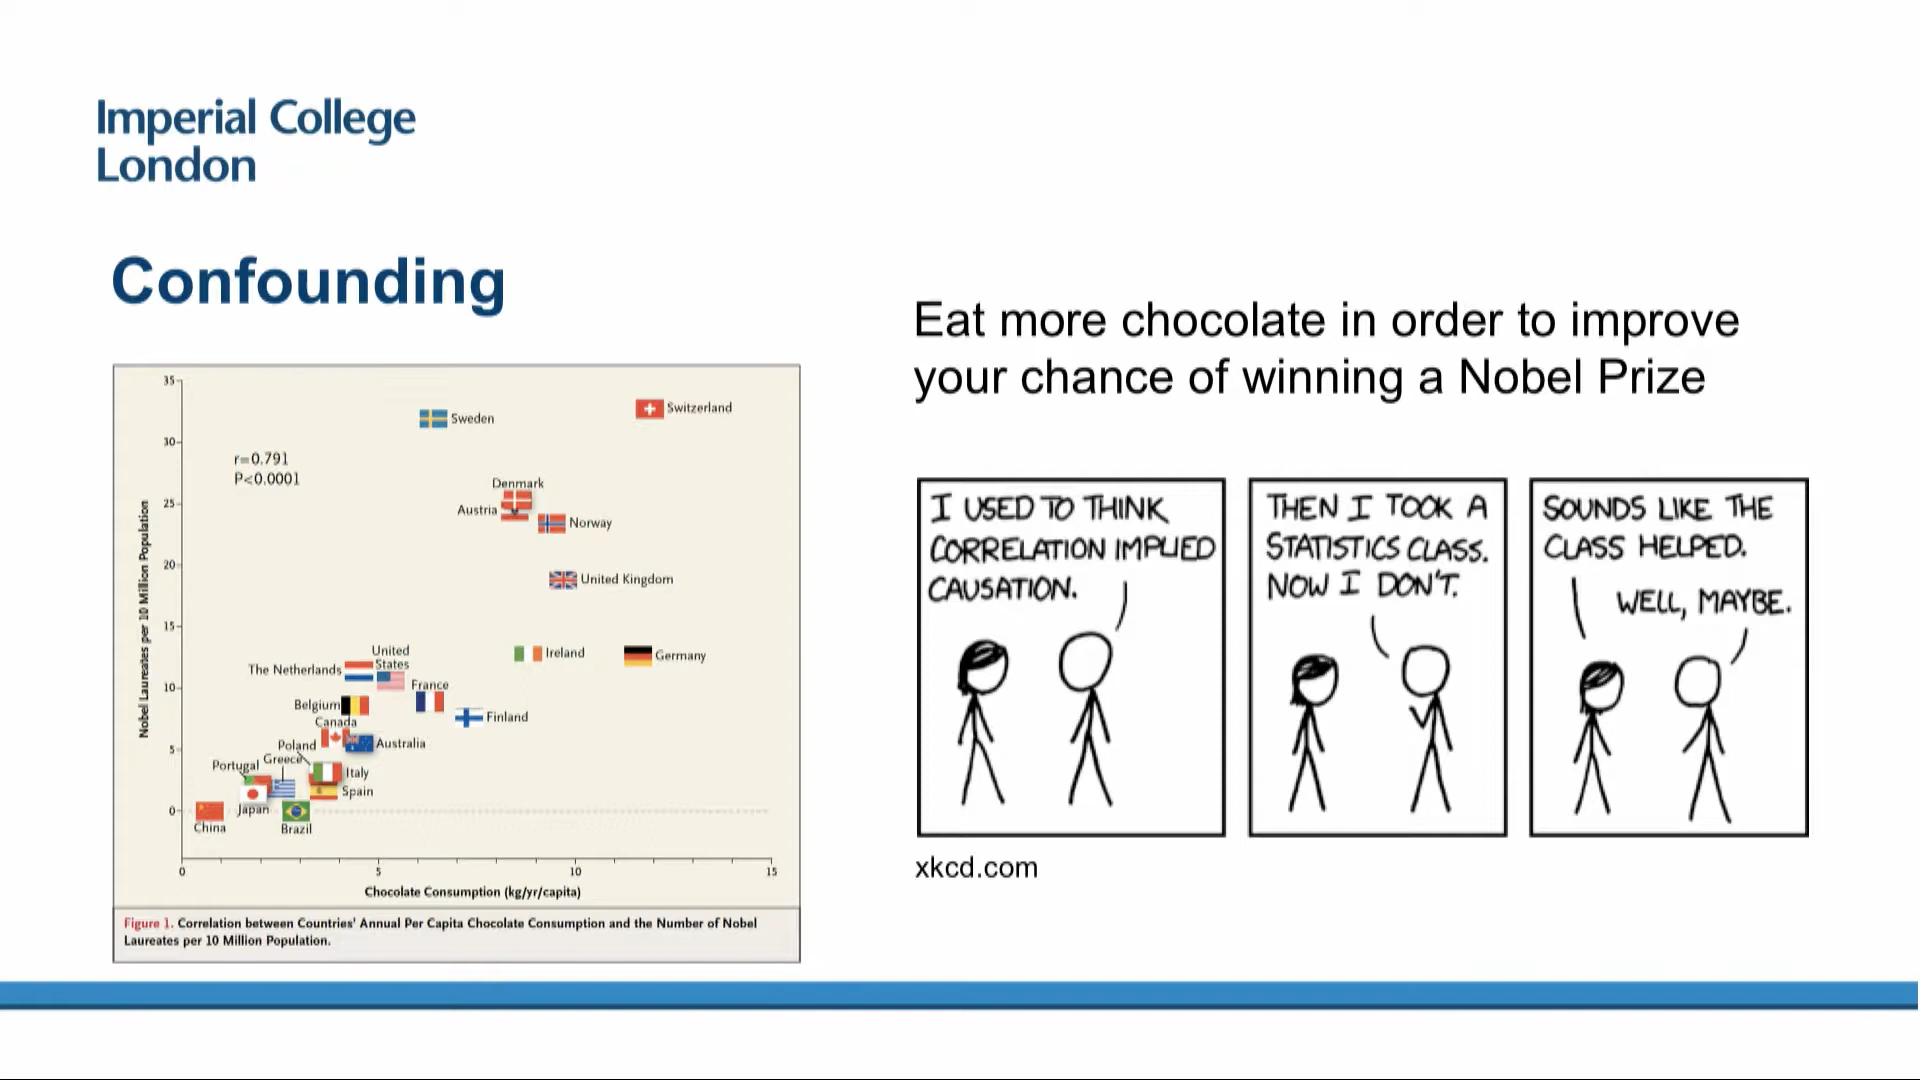 Imperial College
London
Confounding
Eat more chocolate in order to improve
your chance of winning a Nobel Prize
35
30
25
20
15
10
5
0
r=0.791
P<0.0001
Nobel Laureates per 10 Million Population
Sweden
Switzerland
Denmark
Austria
Norway
United Kingdom
United
States
The Netherlands
Ireland
Germany
France
Belgium
Finland
Canada
Australia
Poland
Greece
Portugal
Italy
Spain
Japan
China
Brazil
0
5
10
15
Chocolate Consumption (kg/yr/capita)
Figure 1. Correlation between Countries' Annual Per Capita Chocolate Consumption and the Number of Nobel
Laureates per 10 Million Population.
I USED TO THINK
CORRELATION IMPLIED
CAUSATION.
THEN I TOOK A
STATISTICS CLASS.
NOW I DON'T.
SOUNDS LIKE THE
CLASS HELPED.
WELL, MAYBE.
xkcd.com